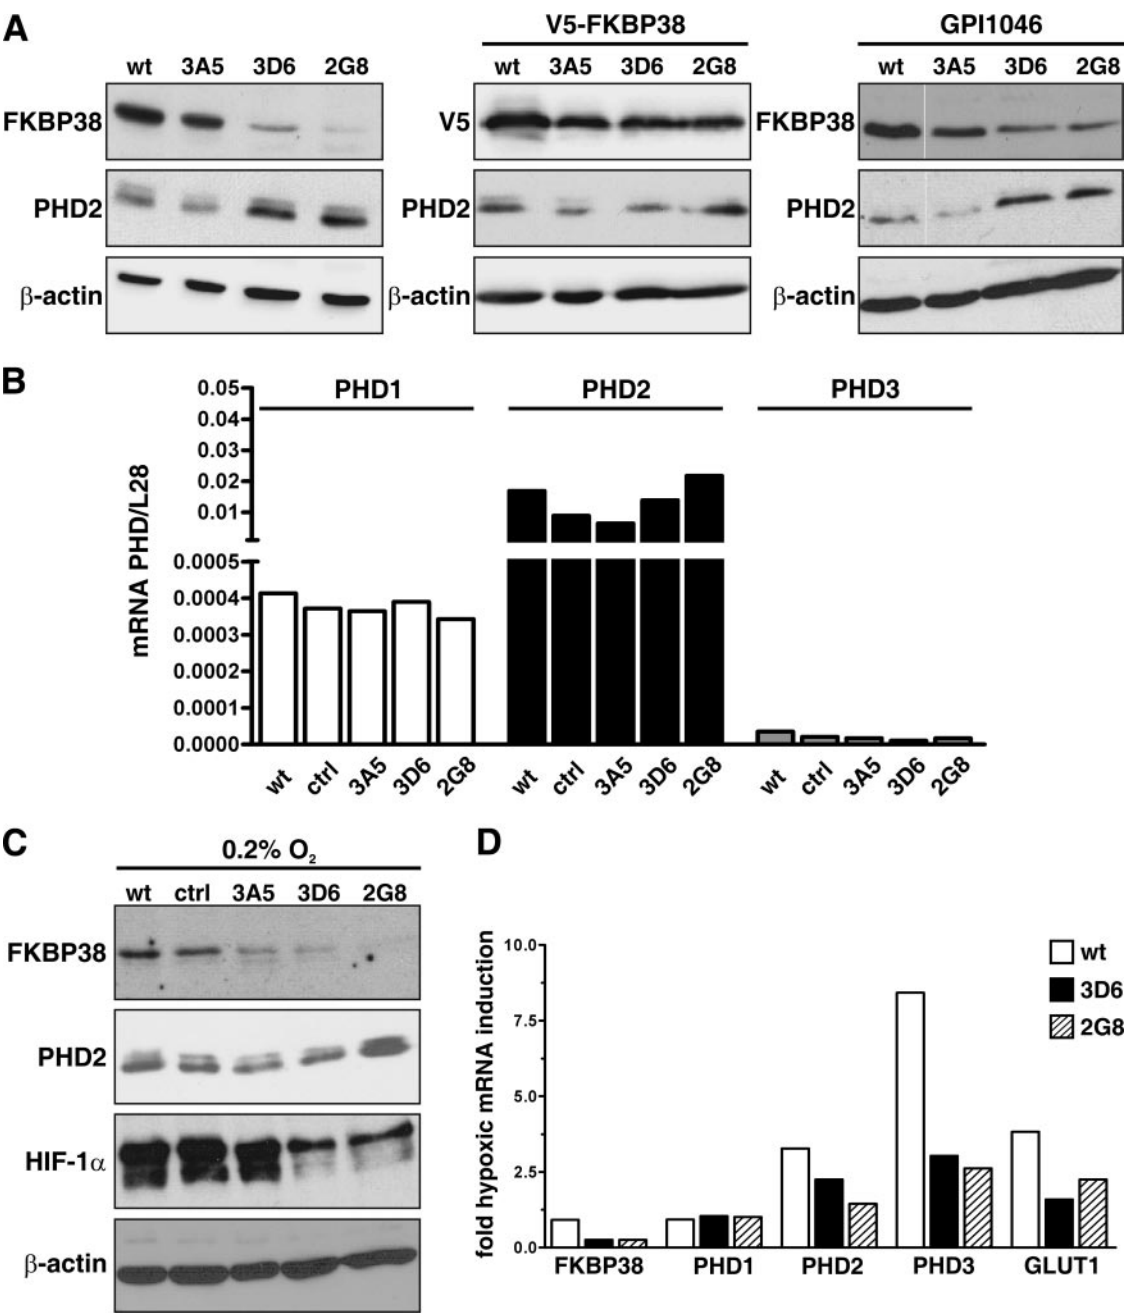 A
V5-FKBP38
GPI1046
wt 3A5 3D6 2G8
wt 3A5 3D6 2G8
wt 3A5 3D6 2G8
FKBP38
V5
FKBP38
PHD2
PHD2
PHD2
β-actin
β-actin
β-actin
B
mRNA PHD/L28
PHD1
PHD2
PHD3
0.05
0.04
0.03
0.02
0.01
0.0005
0.0004
0.0003
0.0002
0.0001
0.0000
wt ctrl 3A5 3D6 2G8
wt ctrl 3A5 3D6 2G8
wt ctrl 3A5 3D6 2G8
C
0.2% O₂
wt ctrl 3A5 3D6 2G8
FKBP38
PHD2
HIF-1α
β-actin
D
fold hypoxic mRNA induction
10.0
7.5
5.0
2.5
0.0
wt
3D6
2G8
FKBP38 PHD1 PHD2 PHD3 GLUT1